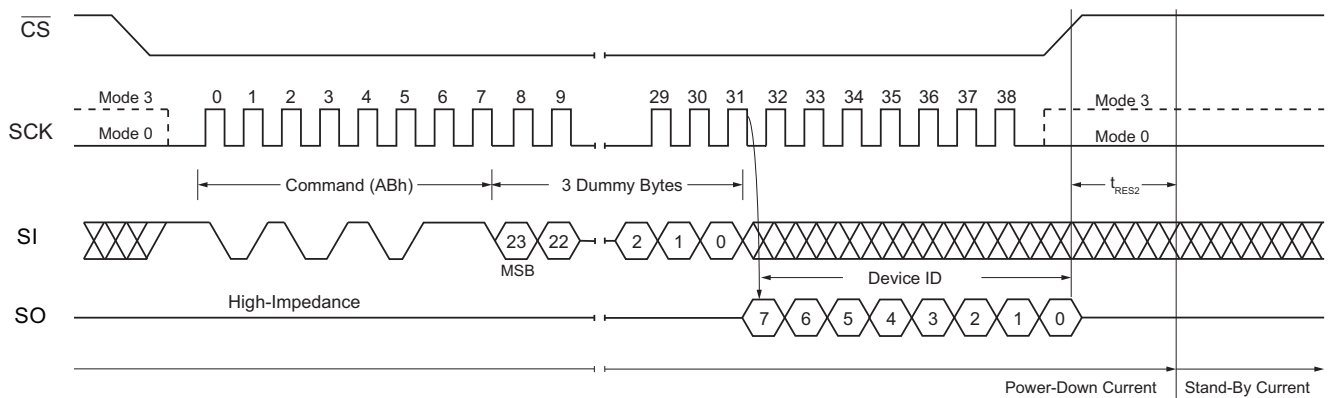 CS
Mode 3
Mode 0
SCK
0 1 2 3 4 5 6 7 8 9 29 30 31 32 33 34 35 36 37 38
Mode 3
Mode 0
Command (ABh)
3 Dummy Bytes
tRES2
SI
23 22 2 1 0
MSB
Device ID
High-Impedance
SO
7 6 5 4 3 2 1 0
Power-Down Current
Stand-By Current